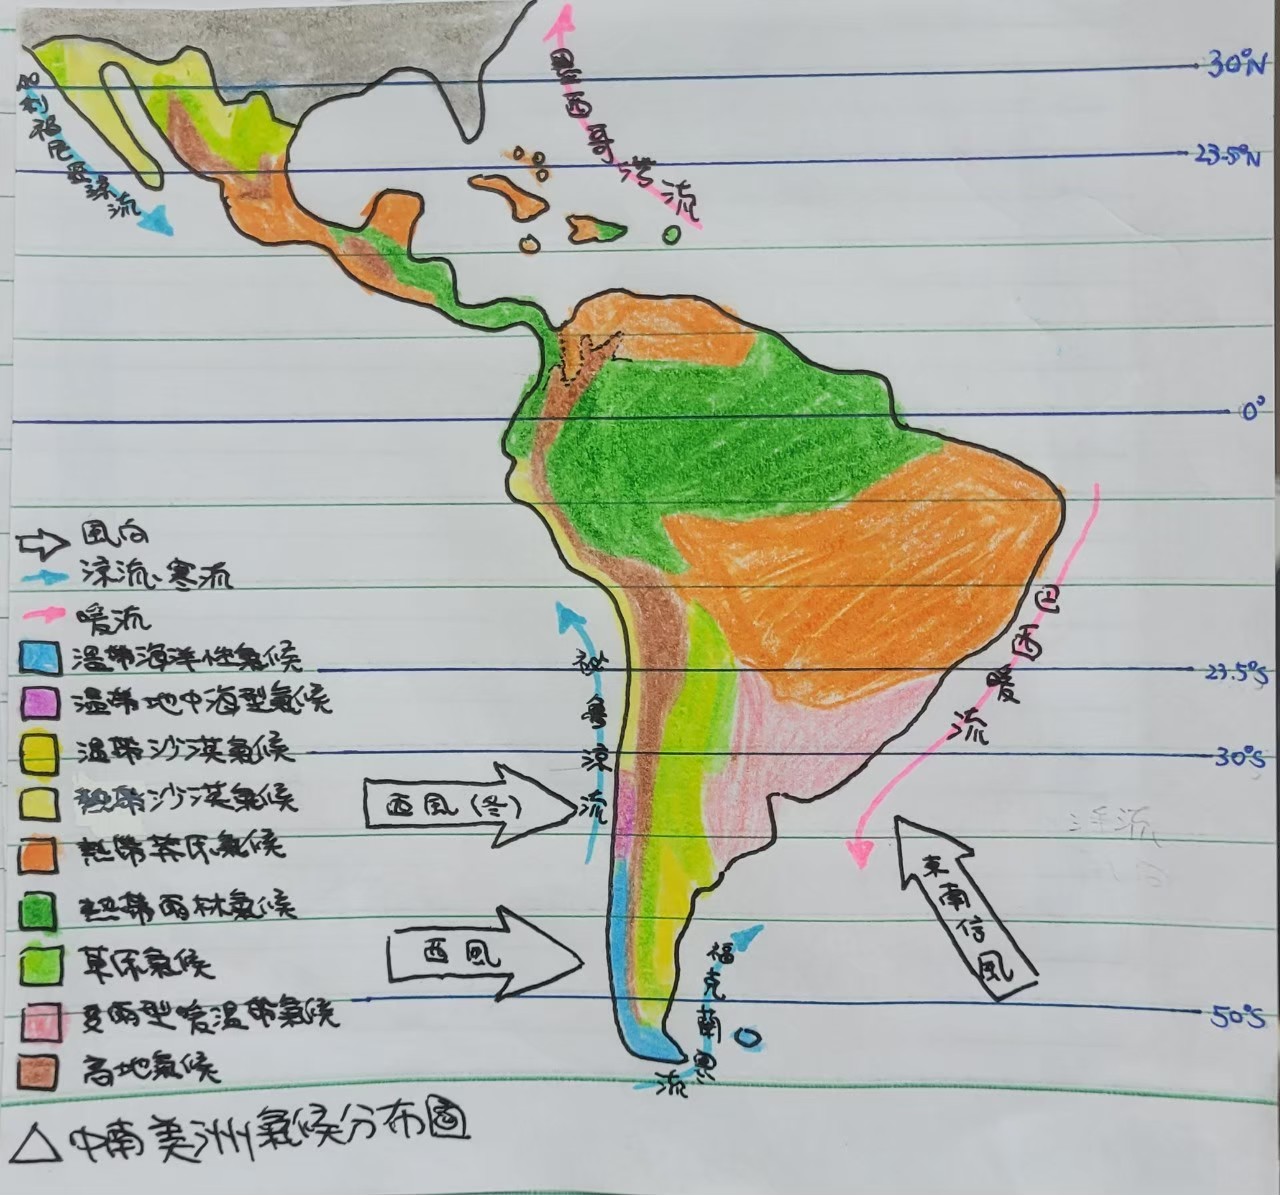 30°N
墨西哥灣流
加利福尼亞涼流
23.5°N
0°
風向
涼流、寒流
暖流
溫帶海洋性氣候
溫帶地中海型氣候
溫帶沙漠氣候
熱帶沙漠氣候
熱帶莽原氣候
熱帶雨林氣候
草原氣候
夏雨型暖溫帶氣候
高地氣候
巴西暖流
23.5°S
祕魯涼流
30°S
西風(冬)
洋流
東南信風
西風
福克蘭寒流
50°S
△中南美洲氣候分布圖